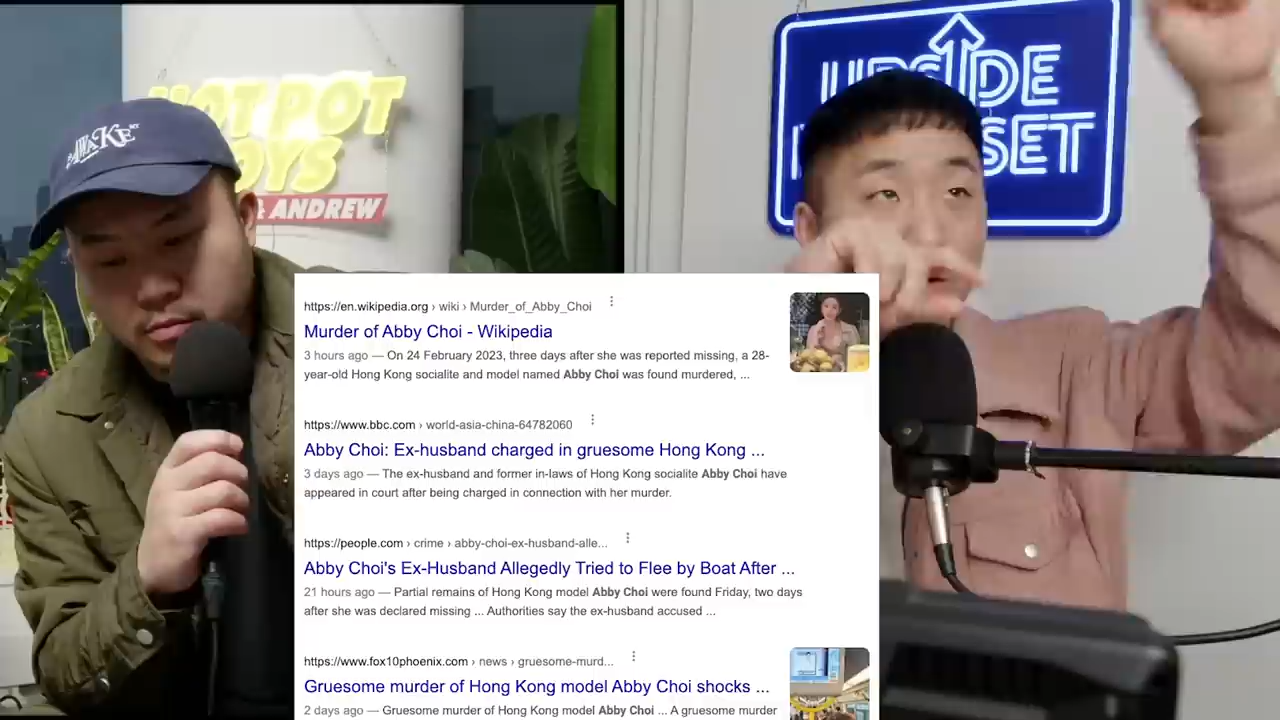 AWAKE NY
HOT POT
BOYS
& ANDREW
UPSIDE
SET
https://en.wikipedia.org › wiki › Murder_of_Abby_Choi
Murder of Abby Choi - Wikipedia
3 hours ago — On 24 February 2023, three days after she was reported missing, a 28-
year-old Hong Kong socialite and model named Abby Choi was found murdered, ...
https://www.bbc.com › world-asia-china-64782060
Abby Choi: Ex-husband charged in gruesome Hong Kong ...
3 days ago — The ex-husband and former in-laws of Hong Kong socialite Abby Choi have
appeared in court after being charged in connection with her murder.
https://people.com › crime › abby-choi-ex-husband-alle...
Abby Choi's Ex-Husband Allegedly Tried to Flee by Boat After ...
21 hours ago — Partial remains of Hong Kong model Abby Choi were found Friday, two days
after she was declared missing ... Authorities say the ex-husband accused ...
https://www.fox10phoenix.com › news › gruesome-murd...
Gruesome murder of Hong Kong model Abby Choi shocks ...
2 days ago — Gruesome murder of Hong Kong model Abby Choi ... A gruesome murder